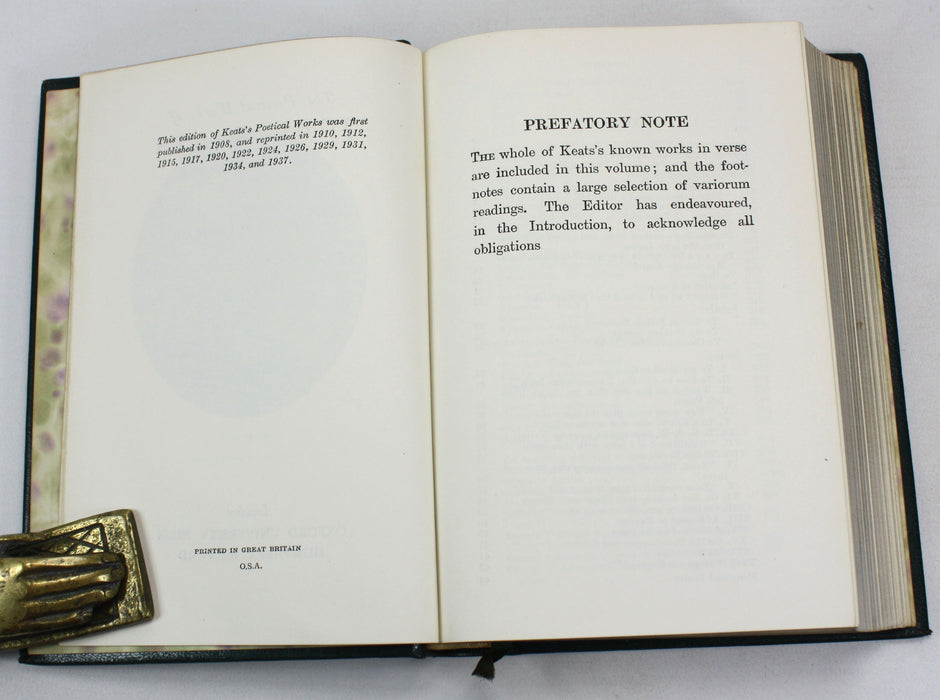 This edition of Keats's Poetical Works was first
published in 1908, and reprinted in 1910, 1912,
1915, 1917, 1920, 1922, 1924, 1926, 1929, 1931,
1934, and 1937.
PRINTED IN GREAT BRITAIN
O.S.A.
PREFATORY NOTE
THE whole of Keats's known works in verse
are included in this volume; and the foot-
notes contain a large selection of variorum
readings. The Editor has endeavoured,
in the Introduction, to acknowledge all
obligations